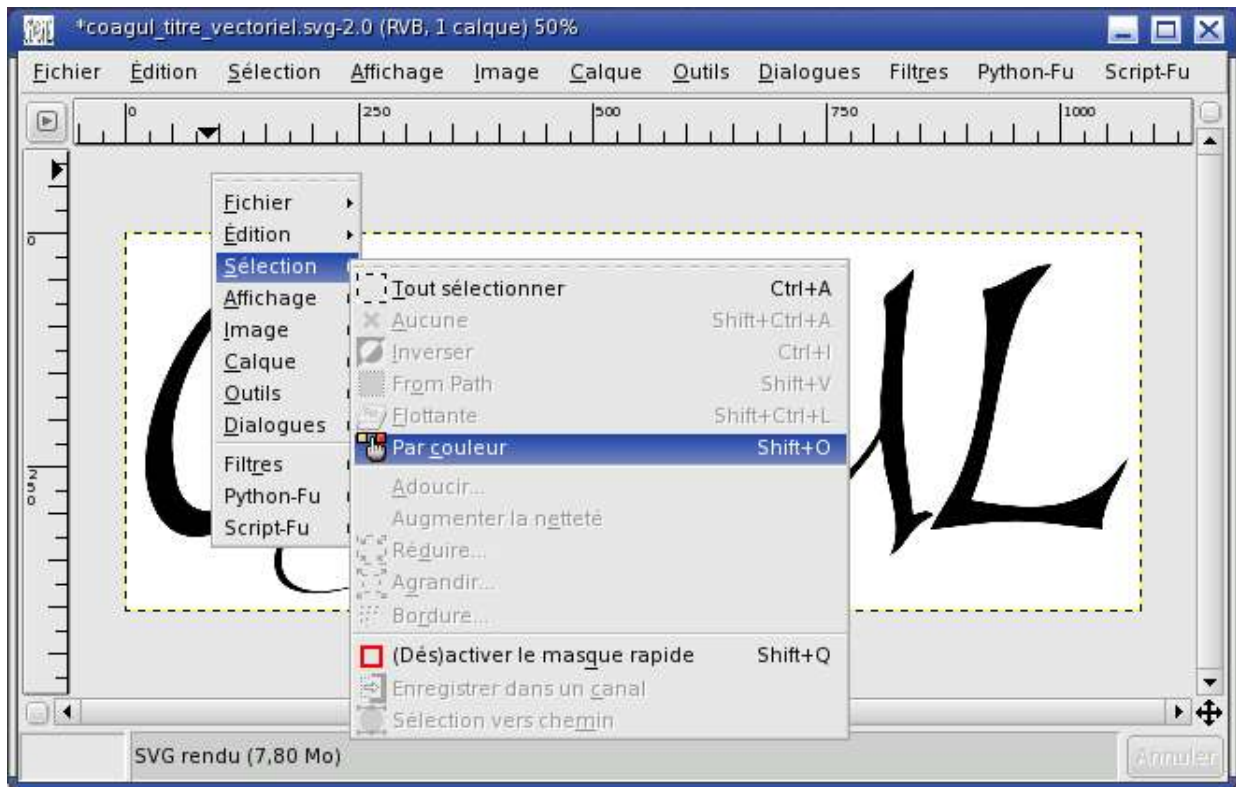 *coagul_titre_vectoriel.svg-2.0 (RVB, 1 calque) 50%
Fichier Édition Sélection Affichage Image Calque Outils Dialogues Filtres Python-Fu Script-Fu
0 250 500 750 1000
Fichier
Édition
Sélection
Affichage
Image
Calque
Outils
Dialogues
Filtres
Python-Fu
Script-Fu
Tout sélectionner Ctrl+A
Aucune Shift+Ctrl+A
Inverser Ctrl+I
From Path Shift+V
Flottante Shift+Ctrl+L
Par couleur Shift+O
Adoucir...
Augmenter la netteté
Réduire...
Agrandir...
Bordure...
(Dés)activer le masque rapide Shift+Q
Enregistrer dans un canal
Sélection vers chemin
0
250
UL
SVG rendu (7,80 Mo) Annuler